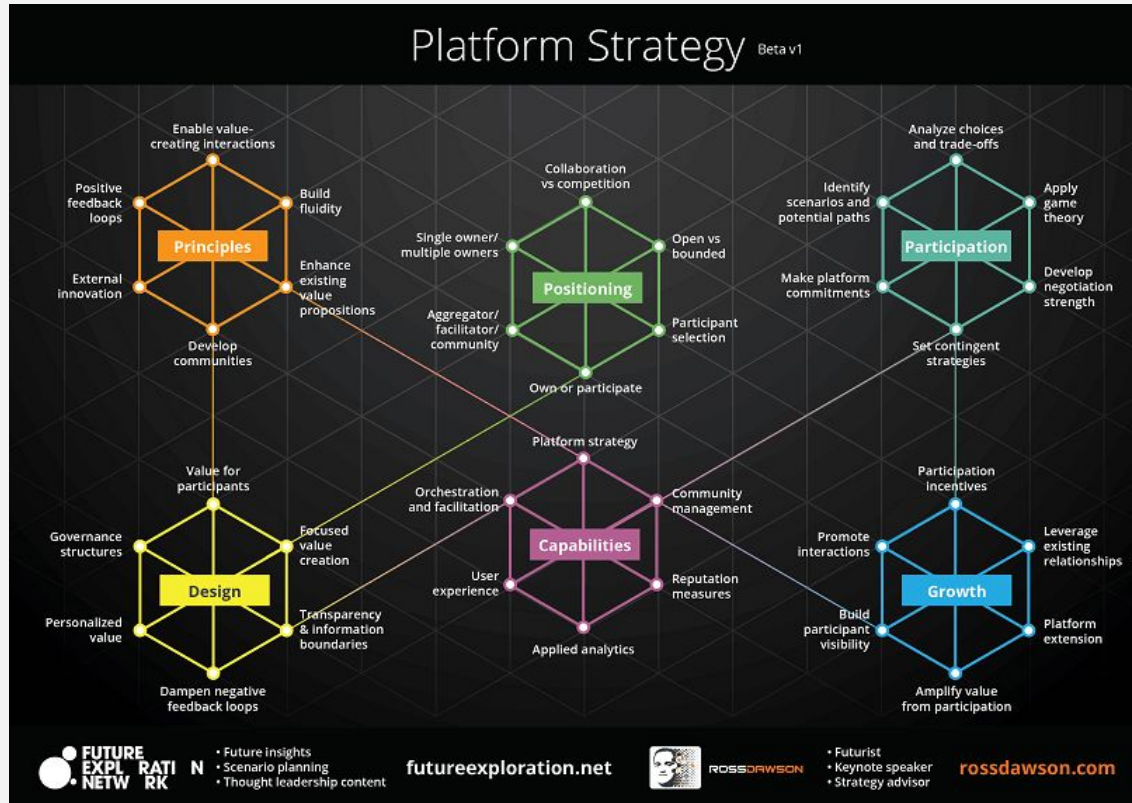 Platform Strategy Beta v1
Enable value-
creating interactions
Positive
feedback
loops
Build
fluidity
Principles
External
innovation
Enhance
existing
value
propositions
Develop
communities
Collaboration
vs competition
Single owner/
multiple owners
Open vs
bounded
Positioning
Aggregator/
facilitator/
community
Participant
selection
Own or participate
Analyze choices
and trade-offs
Identify
scenarios and
potential paths
Apply
game
theory
Participation
Make platform
commitments
Develop
negotiation
strength
Set contingent
strategies
Value for
participants
Governance
structures
Focused
value
creation
Design
Personalized
value
Transparency
& information
boundaries
Dampen negative
feedback loops
Platform strategy
Orchestration
and facilitation
Community
management
Capabilities
User
experience
Reputation
measures
Applied analytics
Participation
incentives
Promote
interactions
Leverage
existing
relationships
Growth
Build
participant
visibility
Platform
extension
Amplify value
from participation
FUTURE
EXPL RATI N
NETW RK
• Future insights
• Scenario planning
• Thought leadership content
futureexploration.net
ROSSDAWSON
• Futurist
• Keynote speaker
• Strategy advisor
rossdawson.com